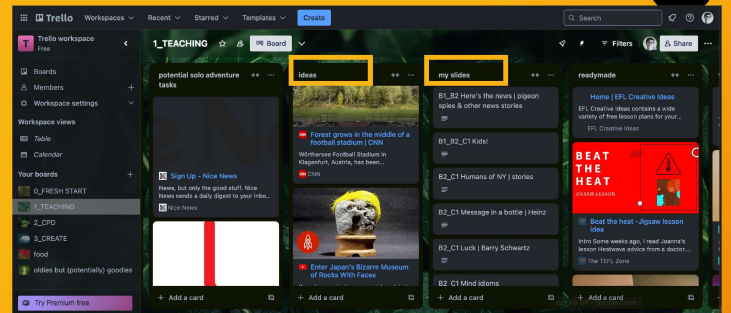 Trello
Workspaces
Recent
Starred
Templates
Create
Search
T
Trello workspace
Free
Boards
Members
Workspace settings
Workspace views
Table
Calendar
Your boards
0_FRESH START
1_TEACHING
2_CPD
3_CREATE
food
oldies but (potentially) goodies
Try Premium free
1_TEACHING
Board
Filters
Share
potential solo adventure
tasks
Sign Up - Nice News
News, but only the good stuff. Nice
News sends a daily digest to your inbo...
Nice News
+ Add a card
ideas
Forest grows in the middle of a
football stadium | CNN
Wörthersee Football Stadium in
Klagenfurt, Austria, has been...
CNN
Enter Japan's Bizarre Museum
of Rocks With Faces
+ Add a card
my slides
B1_B2 Here's the news | pigeon
spies & other news stories
B1_B2_C1 Kids!
B2_C1 Humans of NY | stories
B2_C1 Message in a bottle | Heinz
B2_C1 Luck | Barry Schwartz
B2_C1 Mind idioms
+ Add a card
readymade
Home | EFL Creative Ideas
EFL Creative Ideas contains a wide
variety of free lesson plans for your...
EFL Creative Ideas
BEAT
THE
HEAT
JIGSAW LESSON
Beat the heat -Jigsaw lesson
idea
Intro Some weeks ago, I read Joanna's
lesson Heatwave advice from a doctor....
The TEFL Zone
+ Add a card